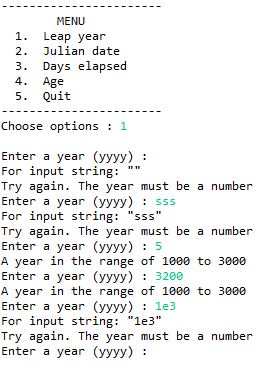 -----------------------
MENU
1. Leap year
2. Julian date
3. Days elapsed
4. Age
5. Quit
-----------------------
Choose options : 1
Enter a year (yyyy) :
For input string: ""
Try again. The year must be a number
Enter a year (yyyy) : sss
For input string: "sss"
Try again. The year must be a number
Enter a year (yyyy) : 5
A year in the range of 1000 to 3000
Enter a year (yyyy) : 3200
A year in the range of 1000 to 3000
Enter a year (yyyy) : 1e3
For input string: "1e3"
Try again. The year must be a number
Enter a year (yyyy) :